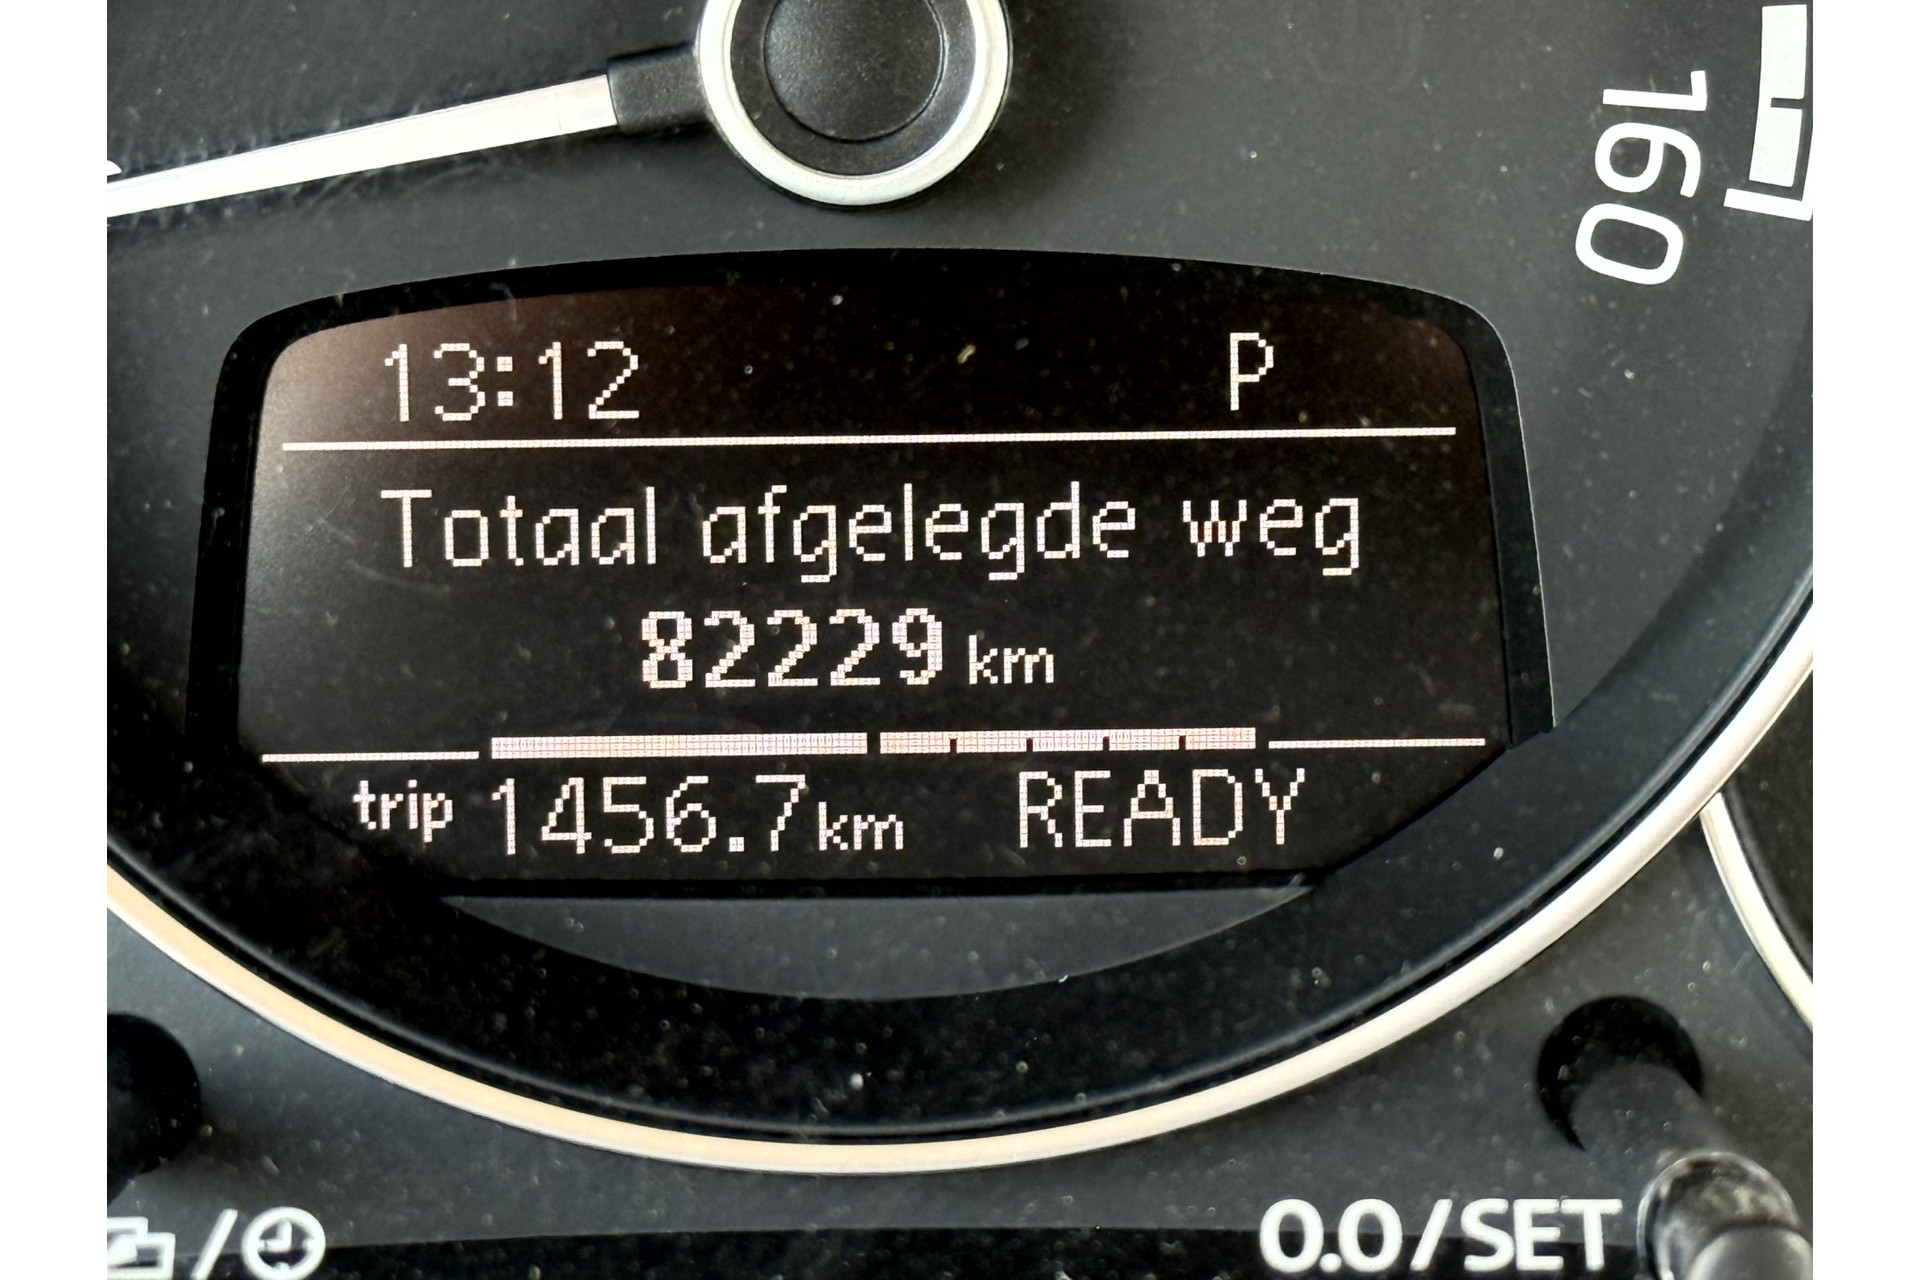 160
13:12 P
Totaal afgelegde weg
82229 km
trip 1456.7 km READY
0.0/SET